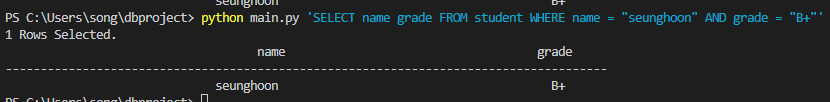 seunghoon B+
PS C:\Users\song\dbproject> python main.py 'SELECT name grade FROM student WHERE name = "seunghoon" AND grade = "B+"'
1 Rows Selected.
name grade
--------------------------------------------------------------------------------------
seunghoon B+
PS C:\Users\song\dbproject>